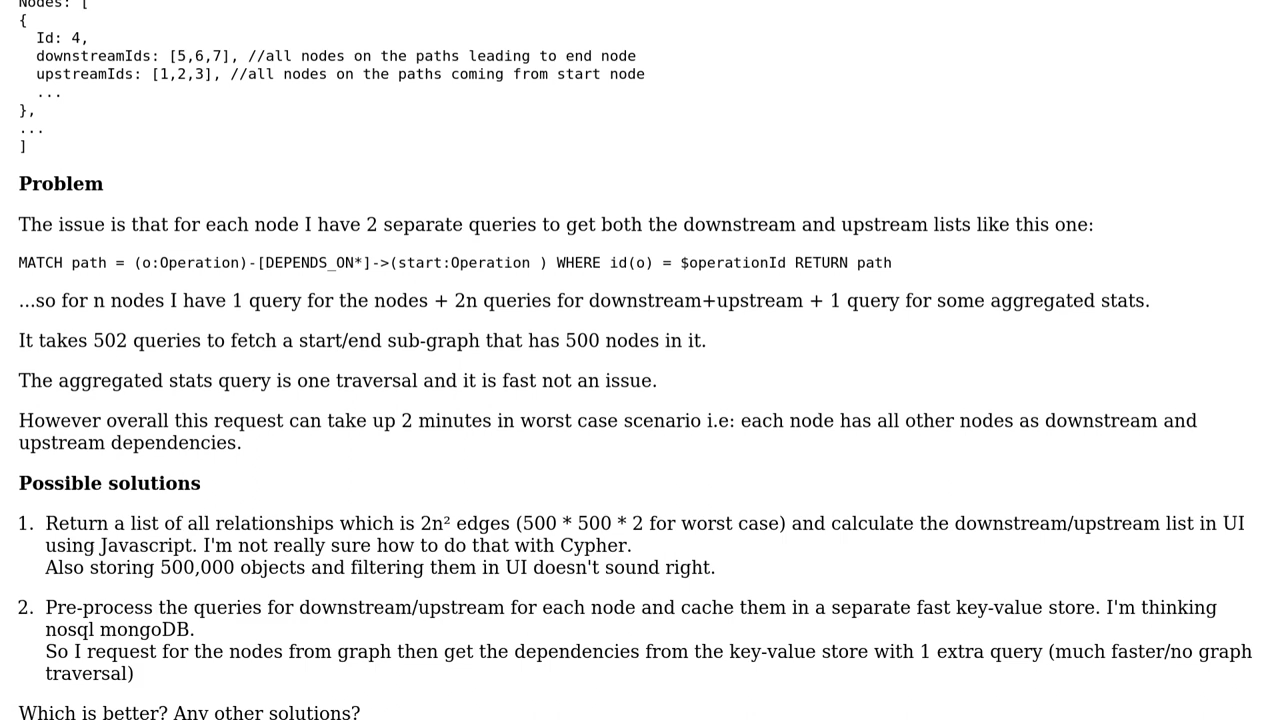 Nodes: [
{
  Id: 4,
  downstreamIds: [5,6,7], //all nodes on the paths leading to end node
  upstreamIds: [1,2,3], //all nodes on the paths coming from start node
  ...
},
...
]
Problem
The issue is that for each node I have 2 separate queries to get both the downstream and upstream lists like this one:
MATCH path = (o:Operation)-[DEPENDS_ON*]->(start:Operation ) WHERE id(o) = $operationId RETURN path
...so for n nodes I have 1 query for the nodes + 2n queries for downstream+upstream + 1 query for some aggregated stats.
It takes 502 queries to fetch a start/end sub-graph that has 500 nodes in it.
The aggregated stats query is one traversal and it is fast not an issue.
However overall this request can take up 2 minutes in worst case scenario i.e: each node has all other nodes as downstream and
upstream dependencies.
Possible solutions
1. Return a list of all relationships which is 2n² edges (500 * 500 * 2 for worst case) and calculate the downstream/upstream list in UI
using Javascript. I'm not really sure how to do that with Cypher.
Also storing 500,000 objects and filtering them in UI doesn't sound right.
2. Pre-process the queries for downstream/upstream for each node and cache them in a separate fast key-value store. I'm thinking
nosql mongoDB.
So I request for the nodes from graph then get the dependencies from the key-value store with 1 extra query (much faster/no graph
traversal)
Which is better? Any other solutions?